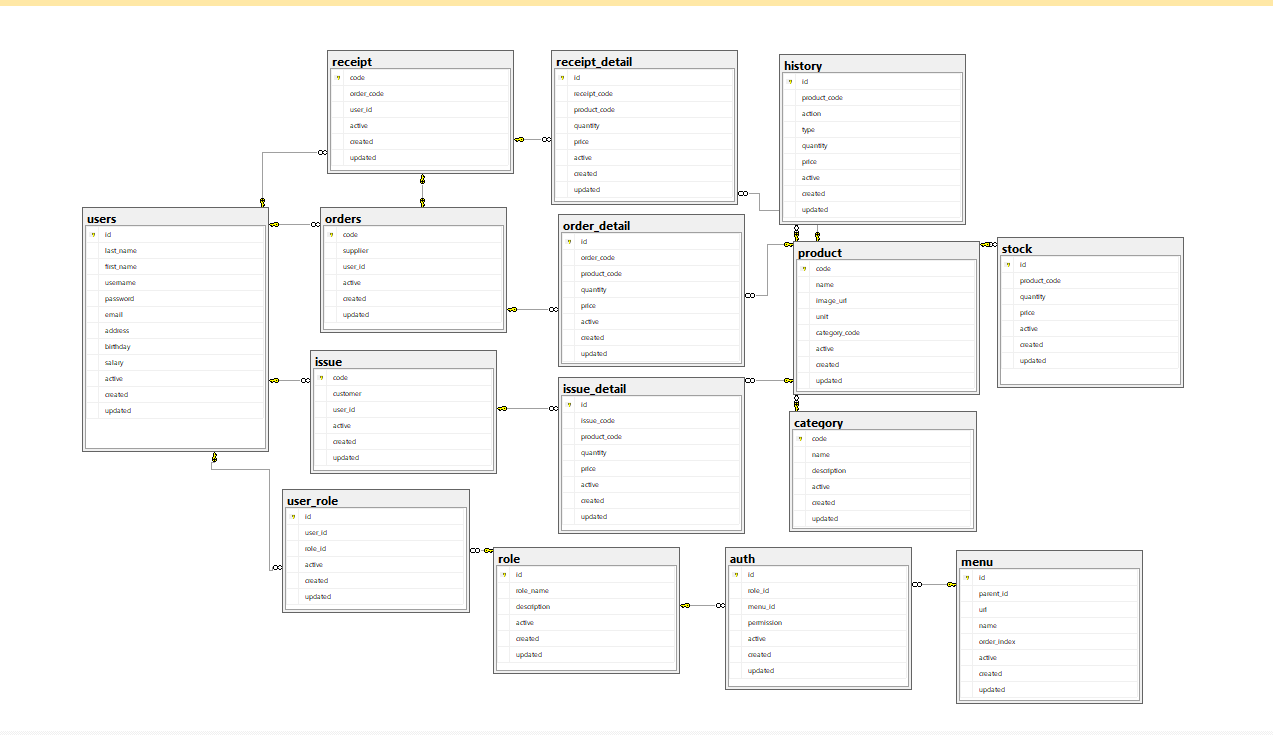 receipt
code
order_code
user_id
active
created
updated
receipt_detail
id
receipt_code
product_code
quantity
price
active
created
updated
history
id
product_code
action
type
quantity
price
active
created
updated
users
id
last_name
first_name
username
password
email
address
birthday
salary
active
created
updated
orders
code
supplier
user_id
active
created
updated
order_detail
id
order_code
product_code
quantity
price
active
created
updated
product
code
name
image_url
unit
category_code
active
created
updated
stock
id
product_code
quantity
price
active
created
updated
issue
code
customer
user_id
active
created
updated
issue_detail
id
issue_code
product_code
quantity
price
active
created
updated
category
code
name
description
active
created
updated
user_role
id
user_id
role_id
active
created
updated
role
id
role_name
description
active
created
updated
auth
id
role_id
menu_id
permission
active
created
updated
menu
id
parent_id
url
name
order_index
active
created
updated